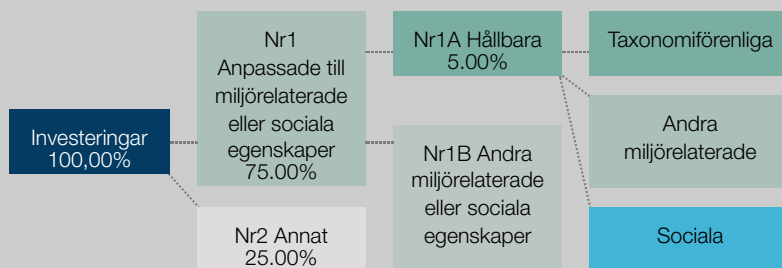 Investeringar
100,00%
Nr1
Anpassade till
miljörelaterade
eller sociala
egenskaper
75.00%
Nr2 Annat
25.00%
Nr1A Hållbara
5.00%
Nr1B Andra
miljörelaterade
eller sociala
egenskaper
Taxonomiförenliga
Andra
miljörelaterade
Sociala